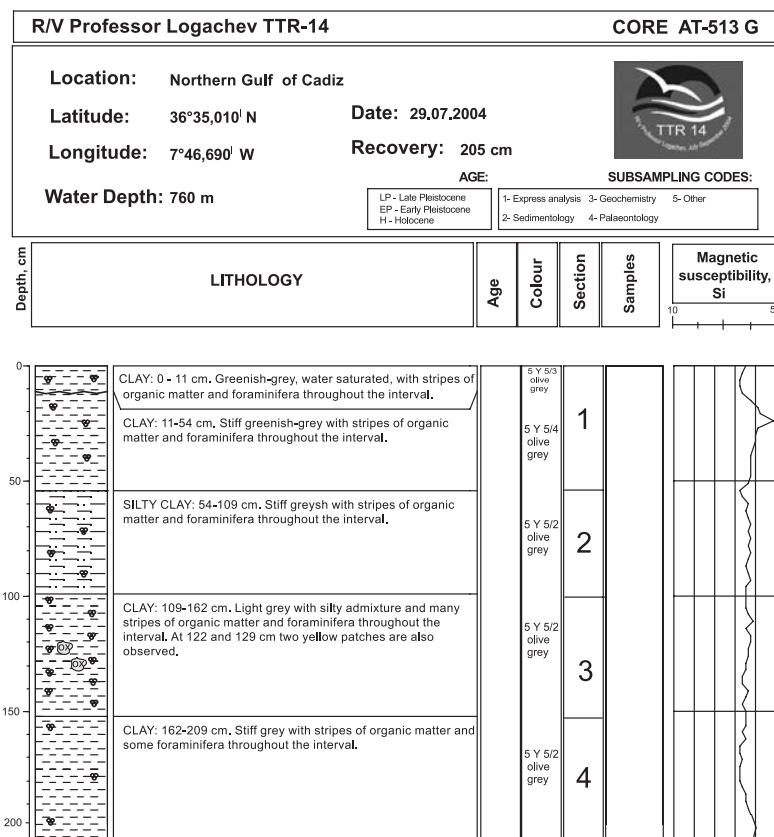 R/V Professor Logachev TTR-14
CORE AT-513 G
Location: Northern Gulf of Cadiz
Latitude: 36°35,010ˡ N
Date: 29.07.2004
Longitude: 7°46,690ˡ W
Recovery: 205 cm
Water Depth: 760 m
TTR 14
AGE:
LP - Late Pleistocene
EP - Early Pleistocene
H - Holocene
SUBSAMPLING CODES:
1- Express analysis 3- Geochemistry 5- Other
2- Sedimentology 4- Palaeontology
Depth, cm
LITHOLOGY
Age
Colour
Section
Samples
Magnetic
susceptibility,
Si
10
5
0
50
100
150
200
CLAY: 0 - 11 cm. Greenish-grey, water saturated, with stripes of
organic matter and foraminifera throughout the interval.
CLAY: 11-54 cm. Stiff greenish-grey with stripes of organic
matter and foraminifera throughout the interval.
SILTY CLAY: 54-109 cm. Stiff greysh with stripes of organic
matter and foraminifera throughout the interval.
CLAY: 109-162 cm. Light grey with silty admixture and many
stripes of organic matter and foraminifera throughout the
interval. At 122 and 129 cm two yellow patches are also
observed.
CLAY: 162-209 cm. Stiff grey with stripes of organic matter and
some foraminifera throughout the interval.
OX
OX
5 Y 5/3
olive
grey
5 Y 5/4
olive
grey
5 Y 5/2
olive
grey
5 Y 5/2
olive
grey
5 Y 5/2
olive
grey
1
2
3
4